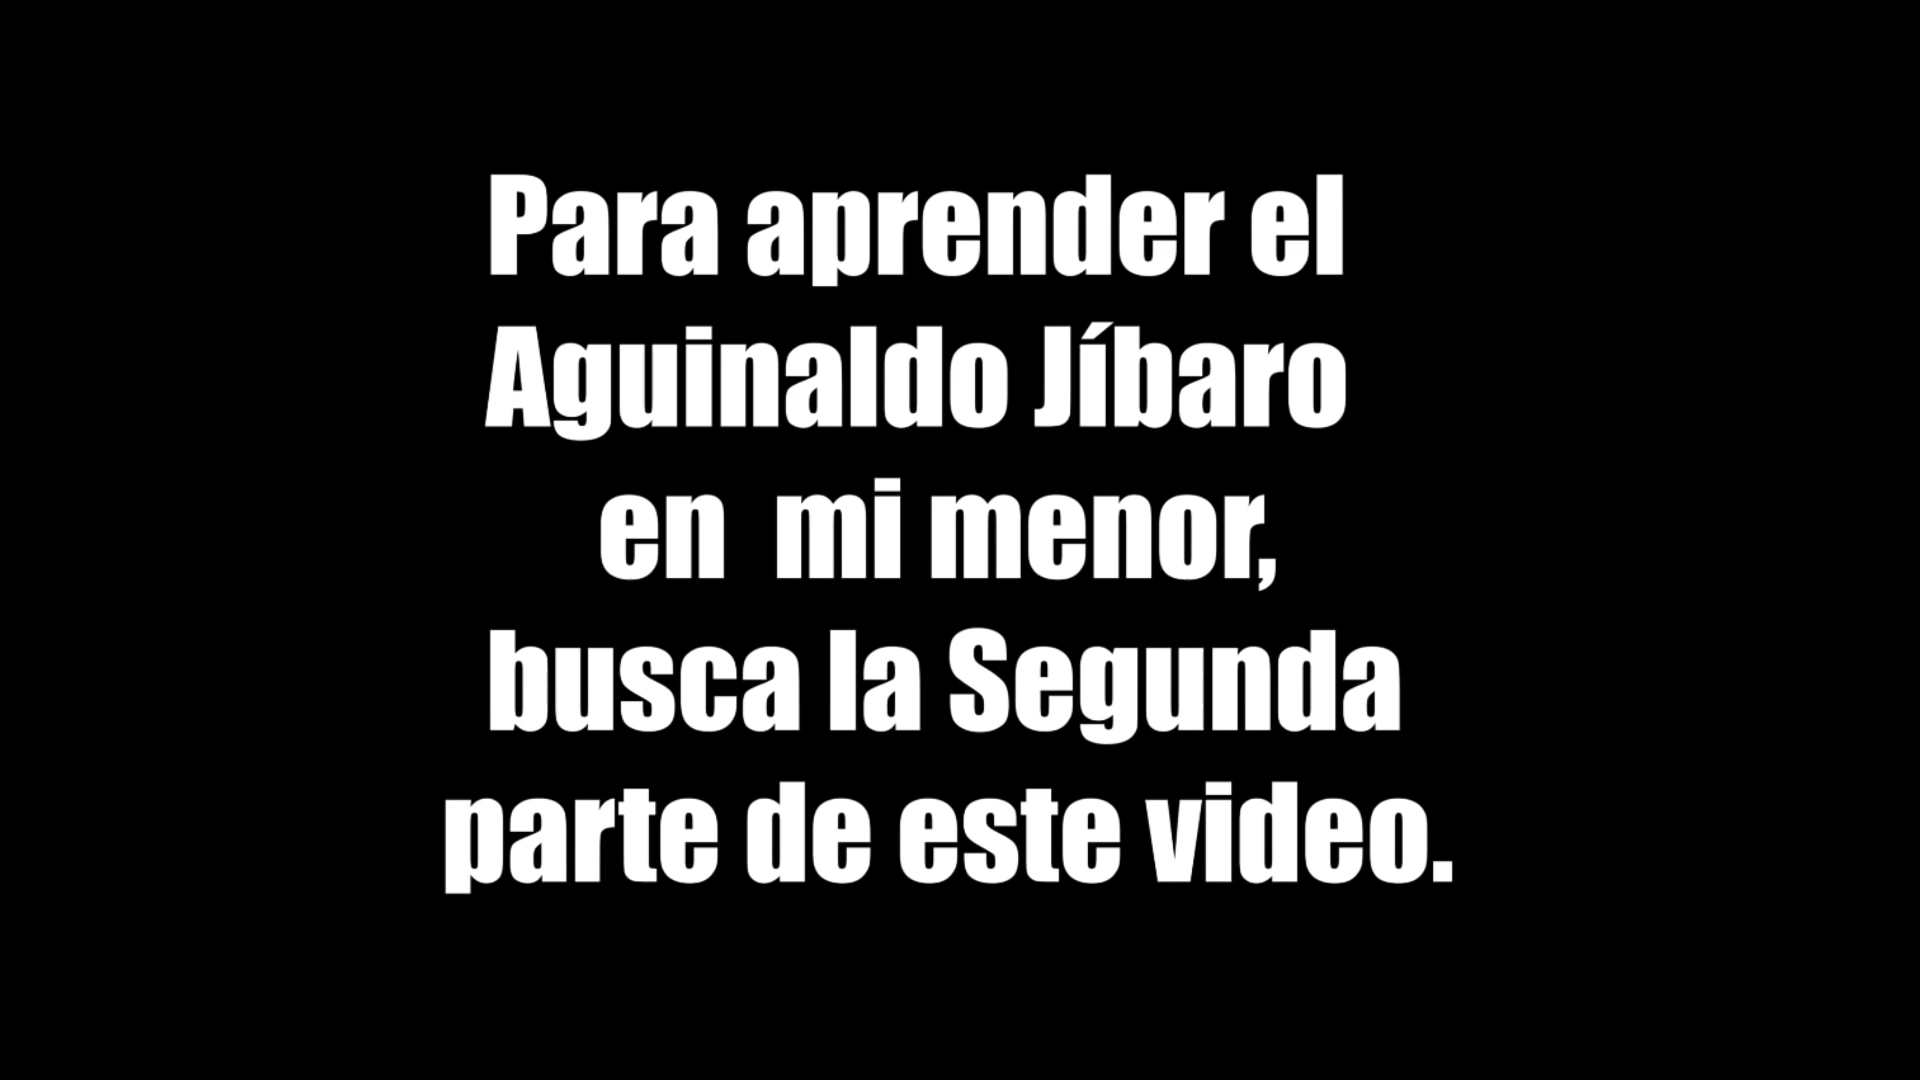 Para aprender el
Aguinaldo Jíbaro
en  mi menor,
busca la Segunda
parte de este video.